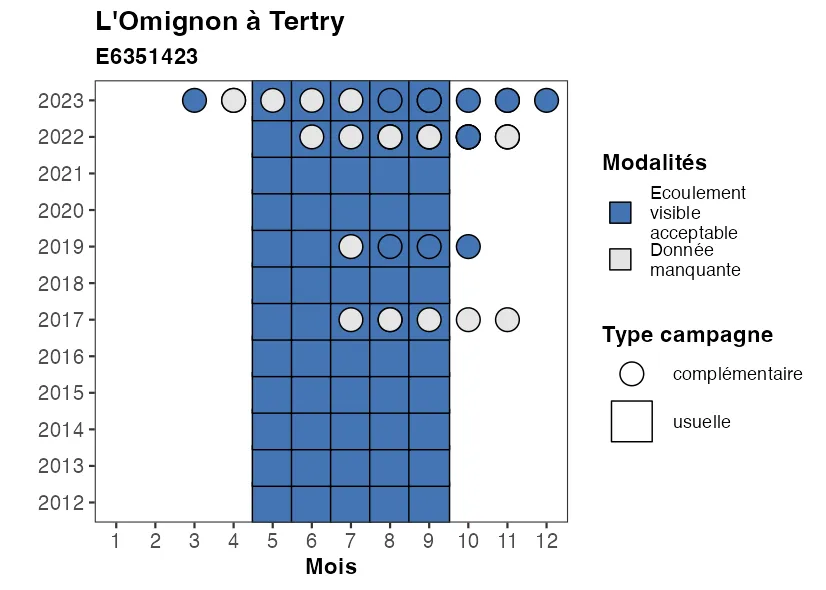 L'Omignon à Tertry
E6351423
2023
2022
2021
2020
2019
2018
2017
2016
2015
2014
2013
2012
1 2 3 4 5 6 7 8 9 10 11 12
Mois
Modalités
Ecoulement
visible
acceptable
Donnée
manquante
Type campagne
complémentaire
usuelle